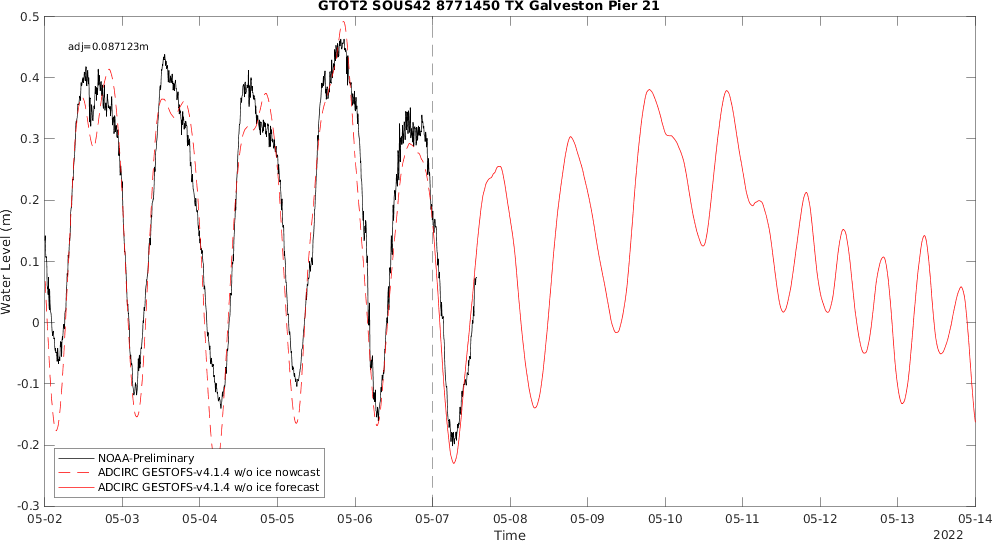 GTOT2 SOUS42 8771450 TX Galveston Pier 21
adj=0.087123m
0.5
0.4
0.3
0.2
0.1
0
-0.1
-0.2
-0.3
Water Level (m)
NOAA-Preliminary
ADCIRC GESTOFS-v4.1.4 w/o ice nowcast
ADCIRC GESTOFS-v4.1.4 w/o ice forecast
05-02 05-03 05-04 05-05 05-06 05-07 05-08 05-09 05-10 05-11 05-12 05-13 05-14
Time
2022